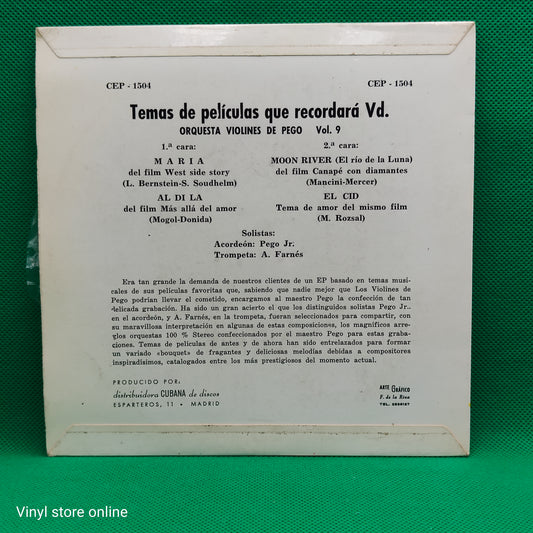 CEP - 1504 CEP - 1504
Temas de películas que recordará Vd.
ORQUESTA VIOLINES DE PEGO Vol. 9
1.ª cara:
MARIA
del film West side story
(L. Bernstein-S. Soudhelm)
AL DI LA
del film Más allá del amor
(Mogol-Donida)
2.ª cara:
MOON RIVER (El río de la Luna)
del film Canapé con diamantes
(Mancini-Mercer)
EL CID
Tema de amor del mismo film
(M. Rozsal)
Solistas:
Acordeón: Pego Jr.
Trompeta: A. Farnés
Era tan grande la demanda de nuestros clientes de un EP basado en temas musi-
cales de sus películas favoritas que, sabiendo que nadie mejor que Los Violines de
Pego podrían llevar el cometido, encargamos al maestro Pego la confección de tan
delicada grabación. Ha sido un gran acierto el que los distinguidos solistas Pego Jr.,
en el acordeón, y A. Farnés, en la trompeta, fueran seleccionados para compartir, con
su maravillosa interpretación en algunas de estas composiciones, los magníficos arre-
glos orquestas 100 % Stereo confeccionados por el maestro Pego para estas graba-
ciones. Temas de películas de antes y de ahora han sido entrelazados para formar
un variado «bouquet» de fragantes y deliciosas melodías debidas a compositores
inspiradísimos, catalogados entre los más prestigiosos del momento actual.
PRODUCIDO POR:
distribuidora CUBANA de discos
ESPARTEROS, 11 • MADRID
ARTE GRÁFICO
F. de la Riva
Vinyl store online